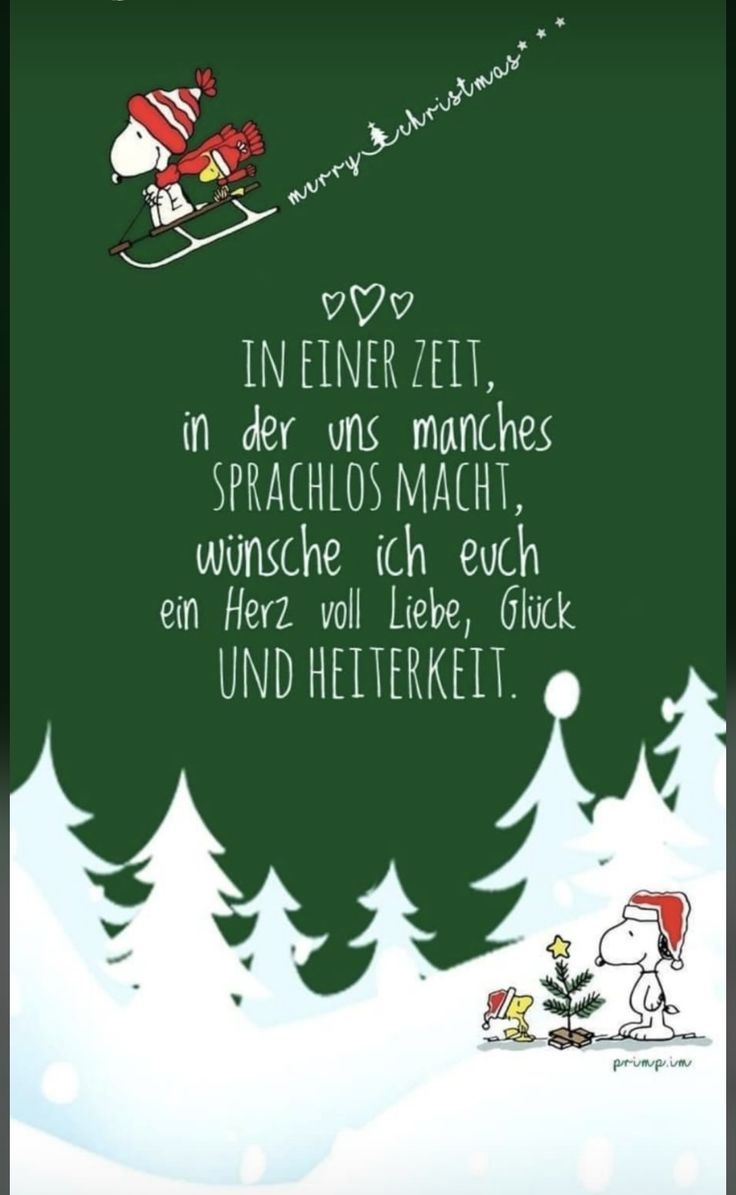 merry christmas
IN EINER ZEIT,
in der uns manches
SPRACHLOS MACHT,
wünsche ich euch
ein Herz voll Liebe, Glück
UND HEITERKEIT.
primp.im